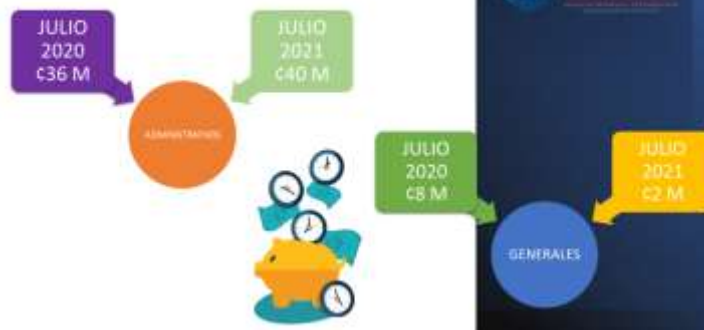 JULIO
2020
¢36 M
JULIO
2021
¢40 M
ADMINISTRATIVOS
JULIO
2020
¢8 M
JULIO
2021
¢2 M
GENERALES